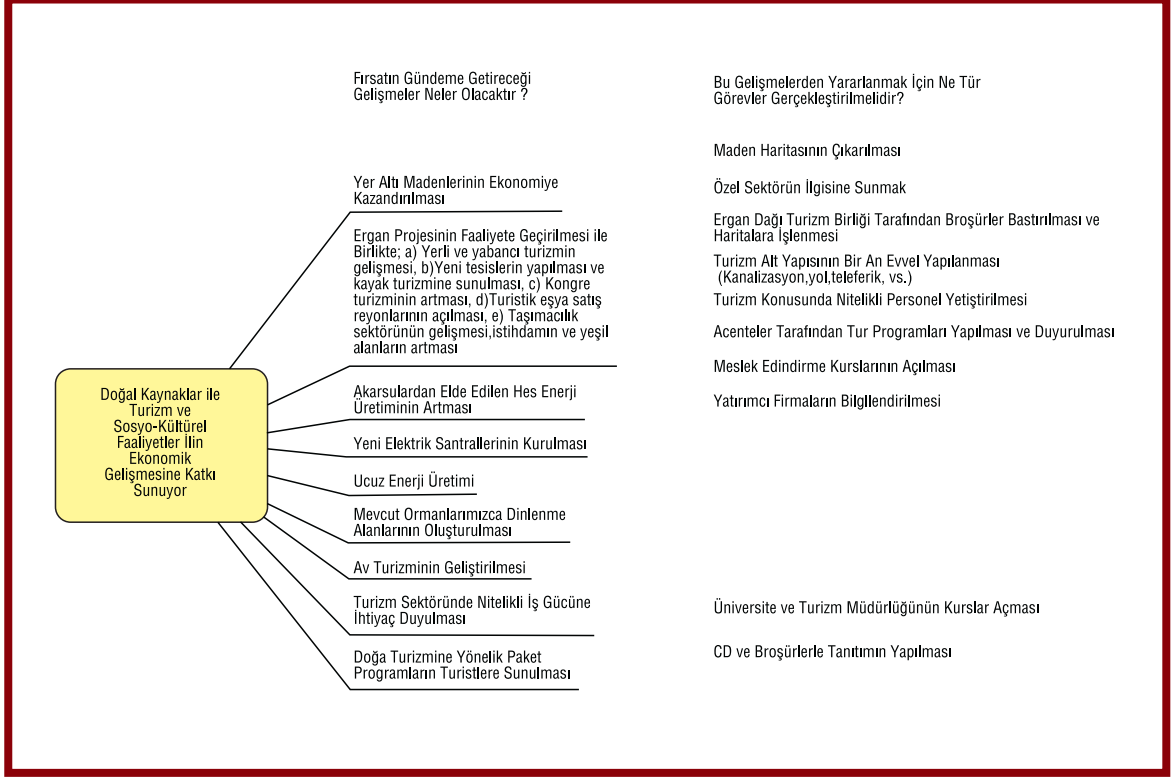 Fırsatın Gündeme Getireceği
Gelişmeler Neler Olacaktır ?
Bu Gelişmelerden Yararlanmak İçin Ne Tür
Görevler Gerçekleştirilmelidir?
Doğal Kaynaklar ile
Turizm ve
Sosyo-Kültürel
Faaliyetler İlin
Ekonomik
Gelişmesine Katkı
Sunuyor
Yer Altı Madenlerinin Ekonomiye
Kazandırılması
Ergan Projesinin Faaliyete Geçirilmesi ile
Birlikte; a) Yerli ve yabancı turizmin
gelişmesi, b)Yeni tesislerin yapılması ve
kayak turizmine sunulması, c) Kongre
turizminin artması, d)Turistik eşya satış
reyonlarının açılması, e) Taşımacılık
sektörünün gelişmesi,istihdamın ve yeşil
alanların artması
Akarsulardan Elde Edilen Hes Enerji
Üretiminin Artması
Yeni Elektrik Santrallerinin Kurulması
Ucuz Enerji Üretimi
Mevcut Ormanlarımızca Dinlenme
Alanlarının Oluşturulması
Av Turizminin Geliştirilmesi
Turizm Sektöründe Nitelikli İş Gücüne
İhtiyaç Duyulması
Doğa Turizmine Yönelik Paket
Programların Turistlere Sunulması
Maden Haritasının Çıkarılması
Özel Sektörün İlgisine Sunmak
Ergan Dağı Turizm Birliği Tarafından Broşürler Bastırılması ve
Haritalara İşlenmesi
Turizm Alt Yapısının Bir An Evvel Yapılanması
(Kanalizasyon,yol,teleferik, vs.)
Turizm Konusunda Nitelikli Personel Yetiştirilmesi
Acenteler Tarafından Tur Programları Yapılması ve Duyurulması
Meslek Edindirme Kurslarının Açılması
Yatırımcı Firmaların Bilgllendirilmesi
Üniversite ve Turizm Müdürlüğünün Kurslar Açması
CD ve Broşürlerle Tanıtımın Yapılması